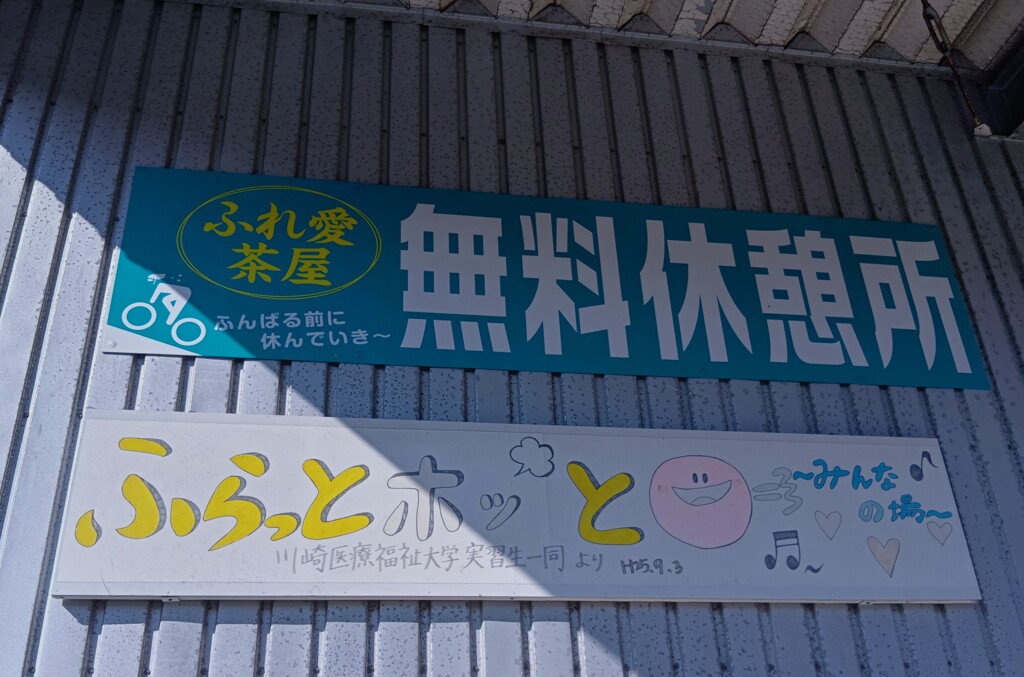 ふれ愛
茶屋
無料休憩所
ふんばる前に
休んでいき〜
ふらっとホッと
〜みんな
の場〜
川崎医療福祉大学実習生一同より H25.9.3